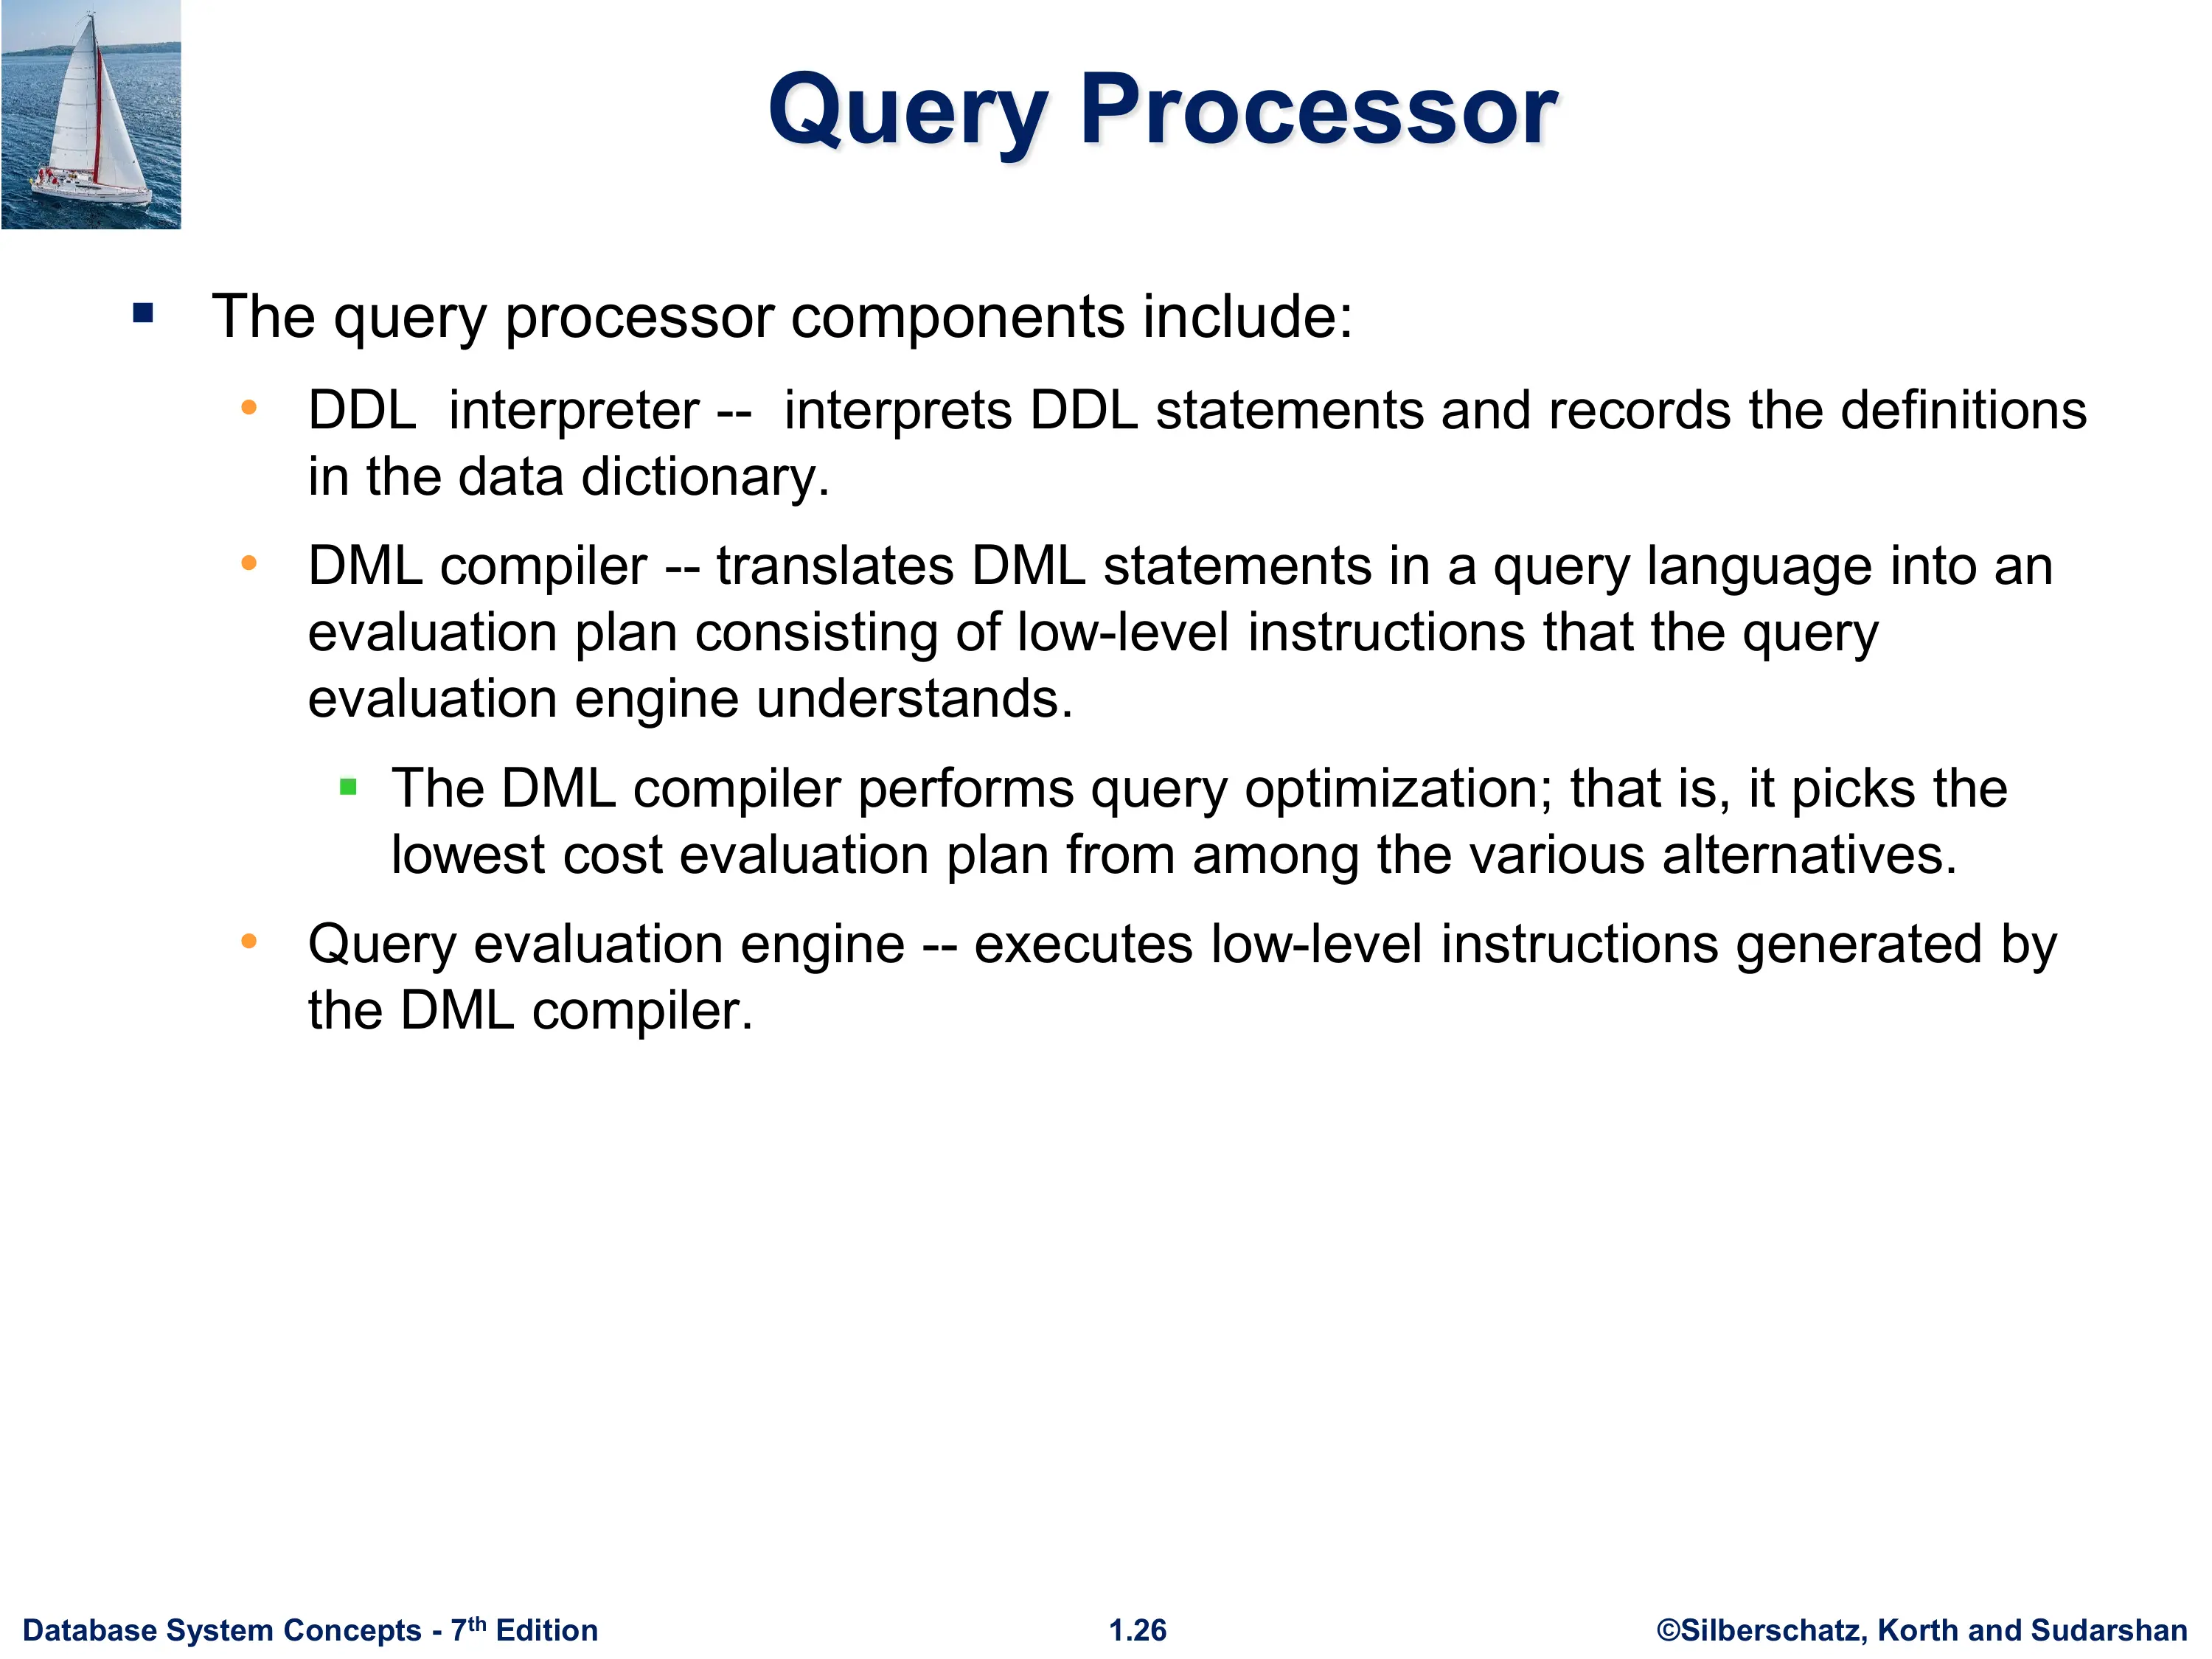 Query Processor
The query processor components include:
DDL  interpreter --  interprets DDL statements and records the definitions
in the data dictionary.
DML compiler -- translates DML statements in a query language into an
evaluation plan consisting of low-level instructions that the query
evaluation engine understands.
The DML compiler performs query optimization; that is, it picks the
lowest cost evaluation plan from among the various alternatives.
Query evaluation engine -- executes low-level instructions generated by
the DML compiler.
Database System Concepts - 7th Edition
1.26
©Silberschatz, Korth and Sudarshan